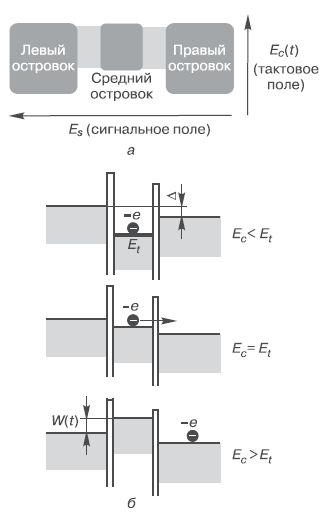 Левый
островок
Правый
островок
Средний
островок
E_c(t)
(тактовое
поле)
E_s (сигнальное поле)
а
Δ
–e
E_t
E_c < E_t
–e
E_c = E_t
W(t)
–e
E_c > E_t
б